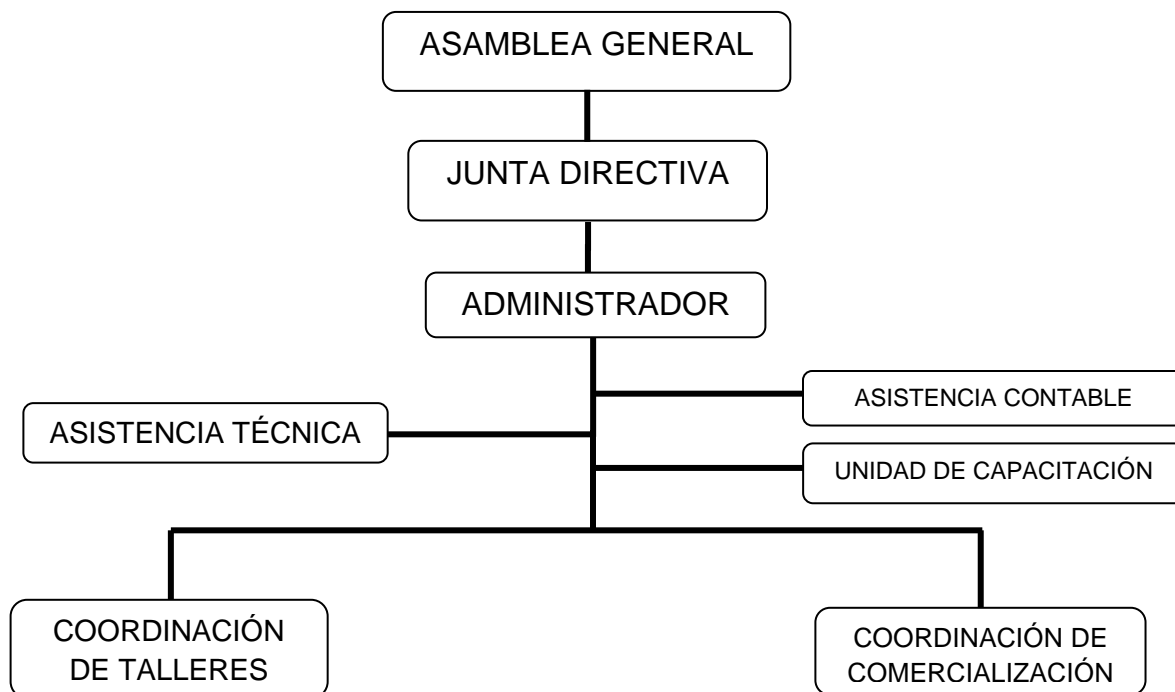 ASAMBLEA GENERAL
JUNTA DIRECTIVA
ADMINISTRADOR
ASISTENCIA CONTABLE
ASISTENCIA TÉCNICA
UNIDAD DE CAPACITACIÓN
COORDINACIÓN
DE TALLERES
COORDINACIÓN DE
COMERCIALIZACIÓN